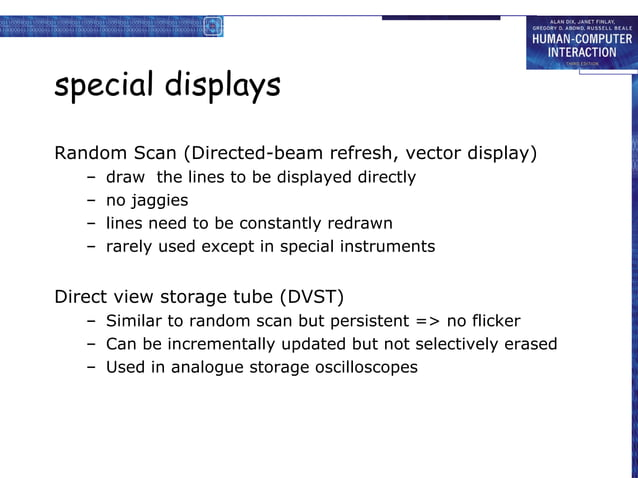 ALAN DIX, JANET FINLAY,
GREGORY D. ABOWD, RUSSELL BEALE
HUMAN-COMPUTER
INTERACTION
THIRD EDITION
special displays
Random Scan (Directed-beam refresh, vector display)
– draw the lines to be displayed directly
– no jaggies
– lines need to be constantly redrawn
– rarely used except in special instruments
Direct view storage tube (DVST)
– Similar to random scan but persistent => no flicker
– Can be incrementally updated but not selectively erased
– Used in analogue storage oscilloscopes